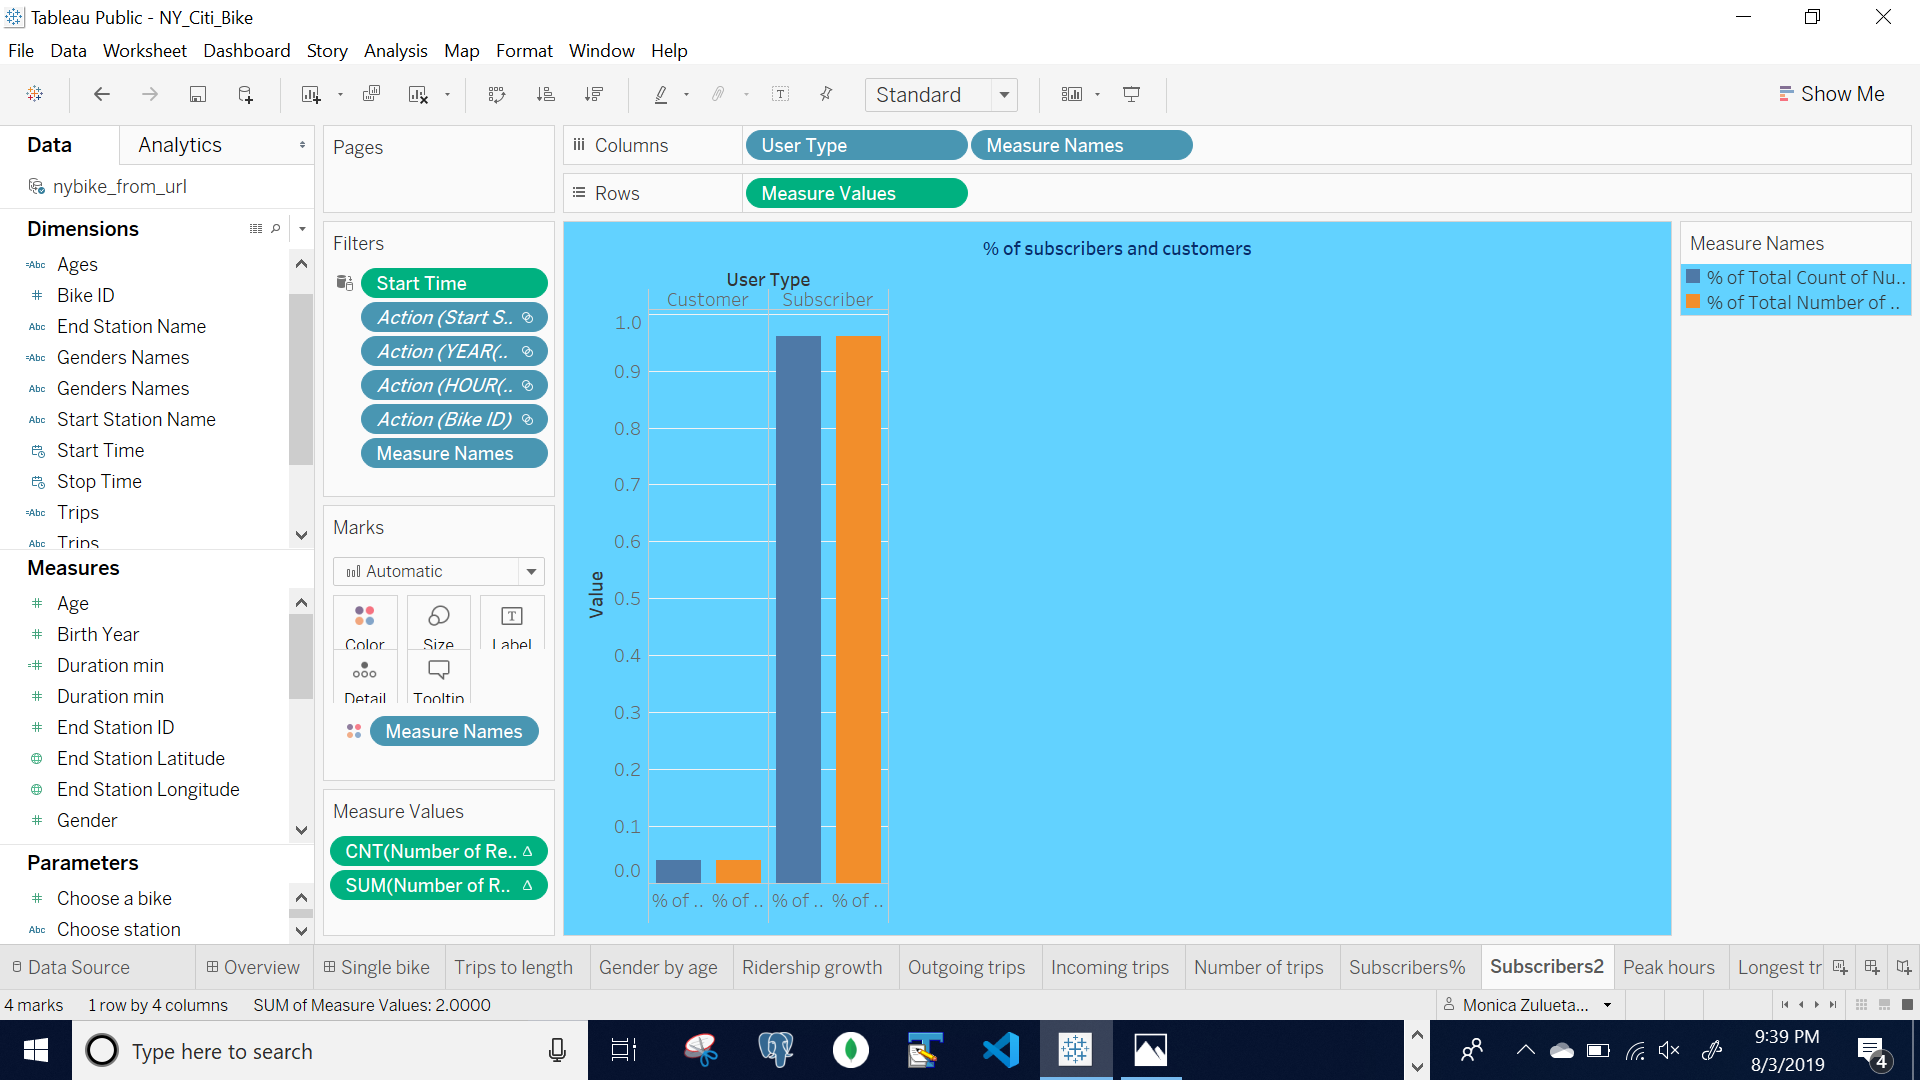 Tableau Public - NY_Citi_Bike
File Data Worksheet Dashboard Story Analysis Map Format Window Help
Standard
Show Me
Data
Analytics
nybike_from_url
Dimensions
Abc Ages
Bike ID
Abc End Station Name
Abc Genders Names
Abc Genders Names
Abc Start Station Name
Start Time
Stop Time
Abc Trips
Abc Trips
Measures
Age
Birth Year
Duration min
Duration min
End Station ID
End Station Latitude
End Station Longitude
Gender
Parameters
Choose a bike
Abc Choose station
Pages
Filters
Start Time
Action (Start S..
Action (YEAR(..
Action (HOUR(..
Action (Bike ID)
Measure Names
Marks
Automatic
Color
Size
Label
Detail
Tooltip
Measure Names
Measure Values
CNT(Number of Re..
SUM(Number of R..
Columns
User Type
Measure Names
Rows
Measure Values
% of subscribers and customers
User Type
Customer
Subscriber
1.0
0.9
0.8
0.7
0.6
0.5
0.4
0.3
0.2
0.1
0.0
Value
% of ..
% of ..
% of ..
% of ..
Measure Names
% of Total Count of Nu..
% of Total Number of ..
Data Source
Overview
Single bike
Trips to length
Gender by age
Ridership growth
Outgoing trips
Incoming trips
Number of trips
Subscribers%
Subscribers2
Peak hours
Longest tr
4 marks
1 row by 4 columns
SUM of Measure Values: 2.0000
Monica Zulueta...
Type here to search
9:39 PM
8/3/2019
4